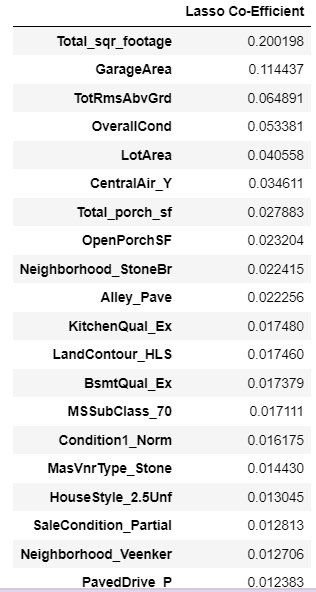 Lasso Co-Efficient
Total_sqr_footage 0.200198
GarageArea 0.114437
TotRmsAbvGrd 0.064891
OverallCond 0.053381
LotArea 0.040558
CentralAir_Y 0.034611
Total_porch_sf 0.027883
OpenPorchSF 0.023204
Neighborhood_StoneBr 0.022415
Alley_Pave 0.022256
KitchenQual_Ex 0.017480
LandContour_HLS 0.017460
BsmtQual_Ex 0.017379
MSSubClass_70 0.017111
Condition1_Norm 0.016175
MasVnrType_Stone 0.014430
HouseStyle_2.5Unf 0.013045
SaleCondition_Partial 0.012813
Neighborhood_Veenker 0.012706
PavedDrive_P 0.012383